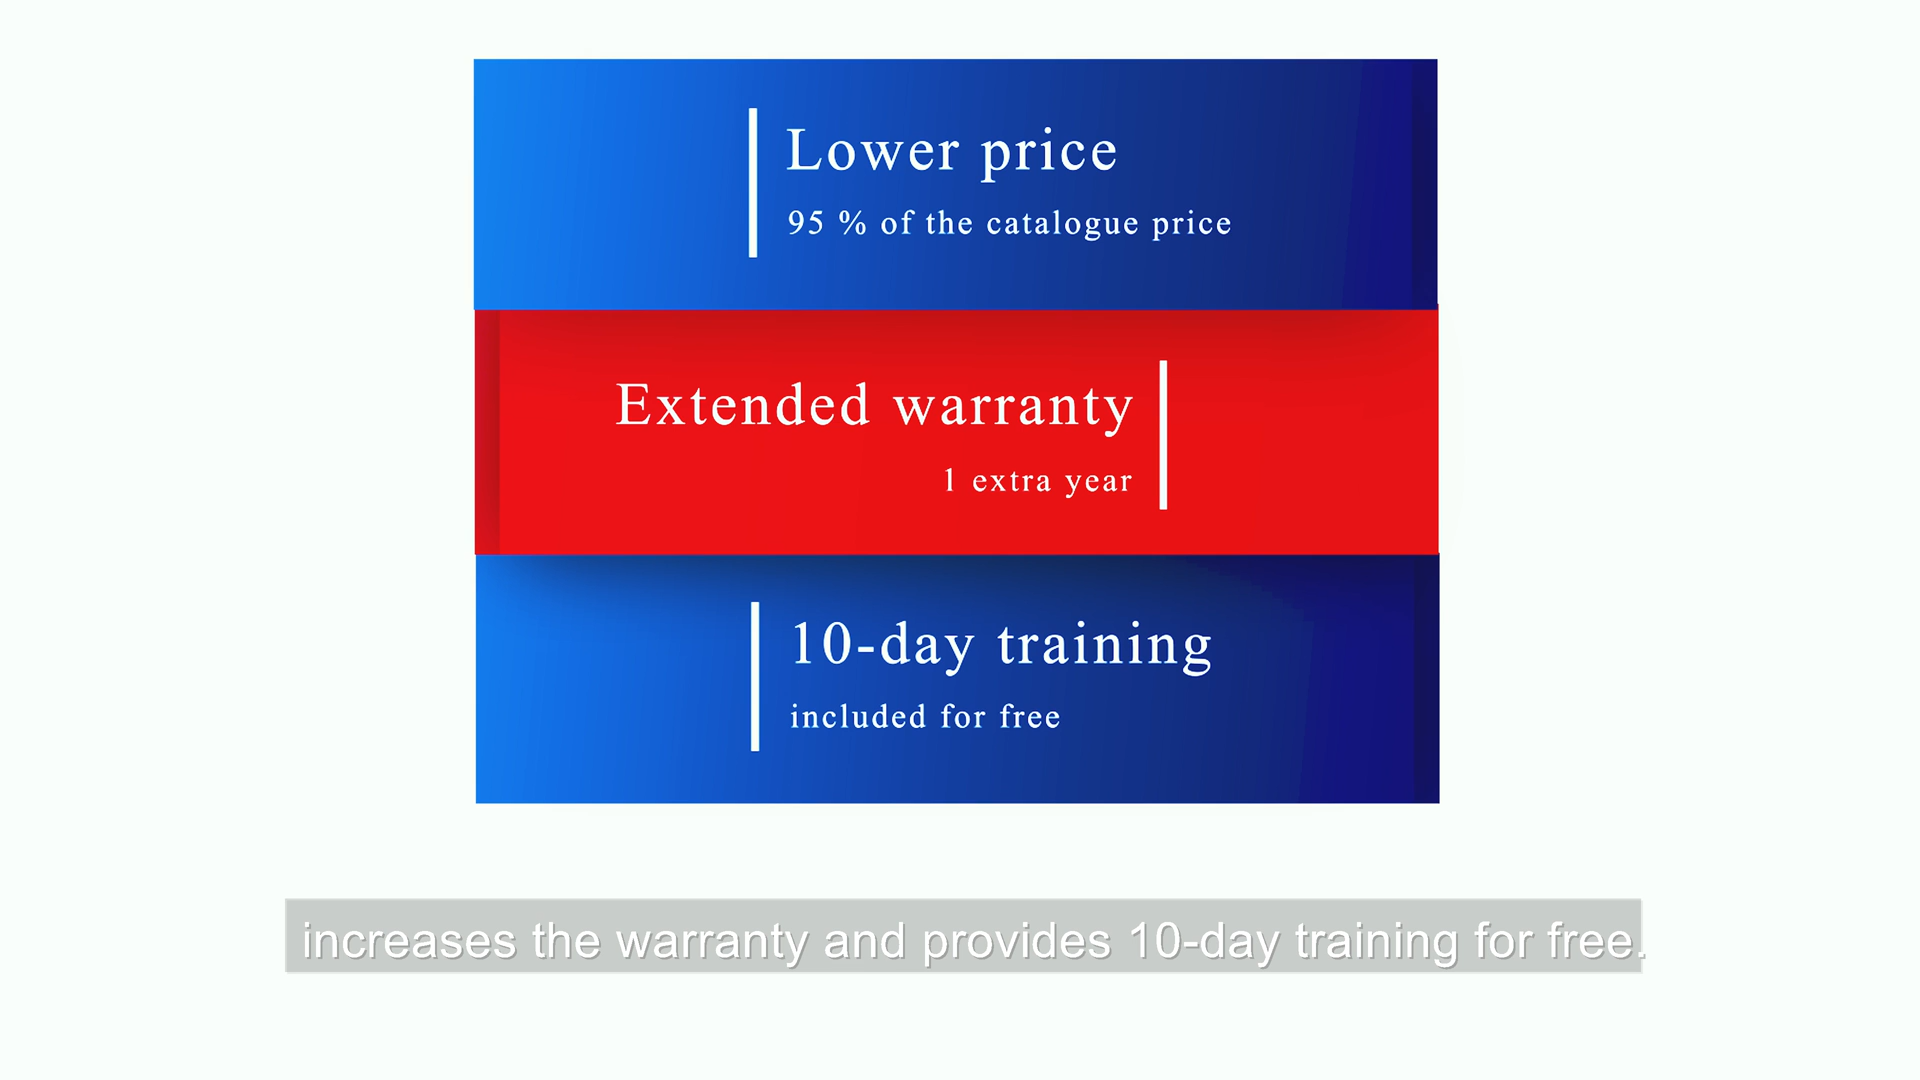 Lower price
95 % of the catalogue price
Extended warranty
1 extra year
10-day training
included for free
increases the warranty and provides 10-day training for free.